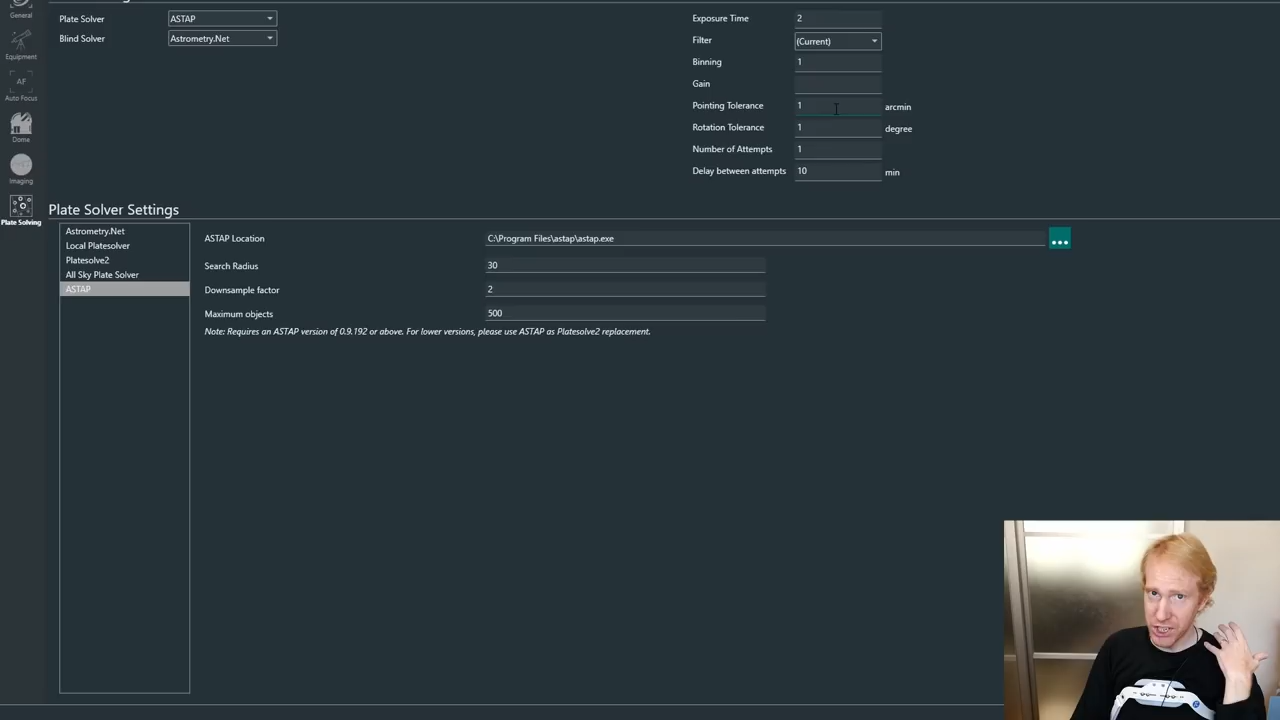 General
Equipment
AF
Auto Focus
Dome
Imaging
Plate Solving
Plate Solver ASTAP
Blind Solver Astrometry.Net
Exposure Time 2
Filter (Current)
Binning 1
Gain
Pointing Tolerance 1 arcmin
Rotation Tolerance 1 degree
Number of Attempts 1
Delay between attempts 10 min
Plate Solver Settings
Astrometry.Net
Local Platesolver
Platesolve2
All Sky Plate Solver
ASTAP
ASTAP Location C:\Program Files\astap\astap.exe ...
Search Radius 30
Downsample factor 2
Maximum objects 500
Note: Requires an ASTAP version of 0.9.192 or above. For lower versions, please use ASTAP as Platesolve2 replacement.